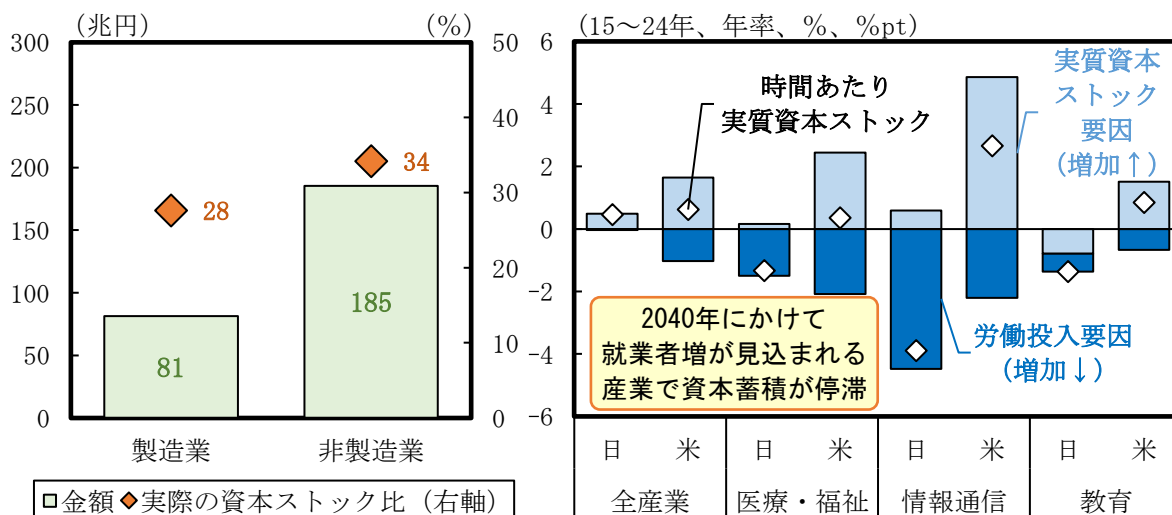 (兆円)
(%)
300
250
200
150
100
50
0
50
40
30
20
10
0
28
34
81
185
製造業
非製造業
金額
実際の資本ストック比（右軸）
(15～24年、年率、%、%pt)
6
4
2
0
-2
-4
-6
時間あたり
実質資本ストック
実質資本
ストック
要因
(増加↑)
労働投入要因
(増加↓)
2040年にかけて
就業者増が見込まれる
産業で資本蓄積が停滞
日 米 日 米 日 米 日 米
全産業 医療・福祉 情報通信 教育